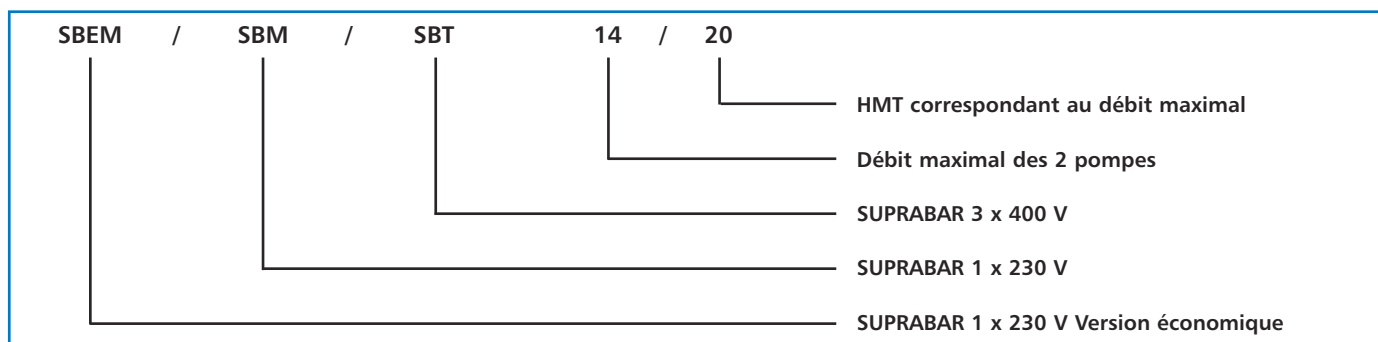 SBEM / SBM / SBT 14 / 20
HMT correspondant au débit maximal
Débit maximal des 2 pompes
SUPRABAR 3 x 400 V
SUPRABAR 1 x 230 V
SUPRABAR 1 x 230 V Version économique